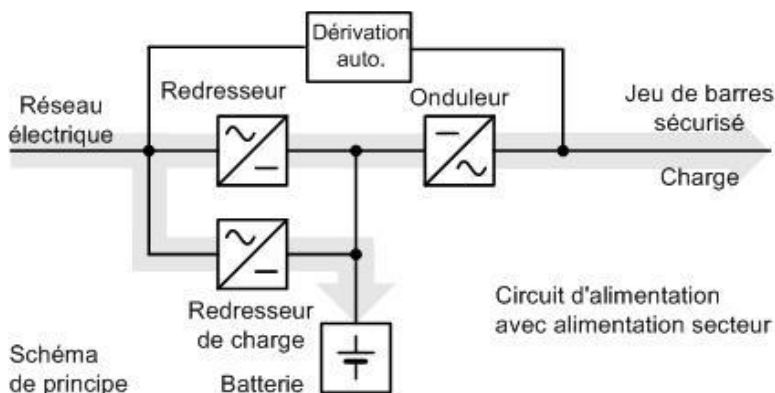 Dérivation
auto.
Réseau
électrique
Redresseur
Onduleur
Jeu de barres
sécurisé
Charge
Redresseur
de charge
Circuit d'alimentation
avec alimentation secteur
Schéma
de principe
Batterie